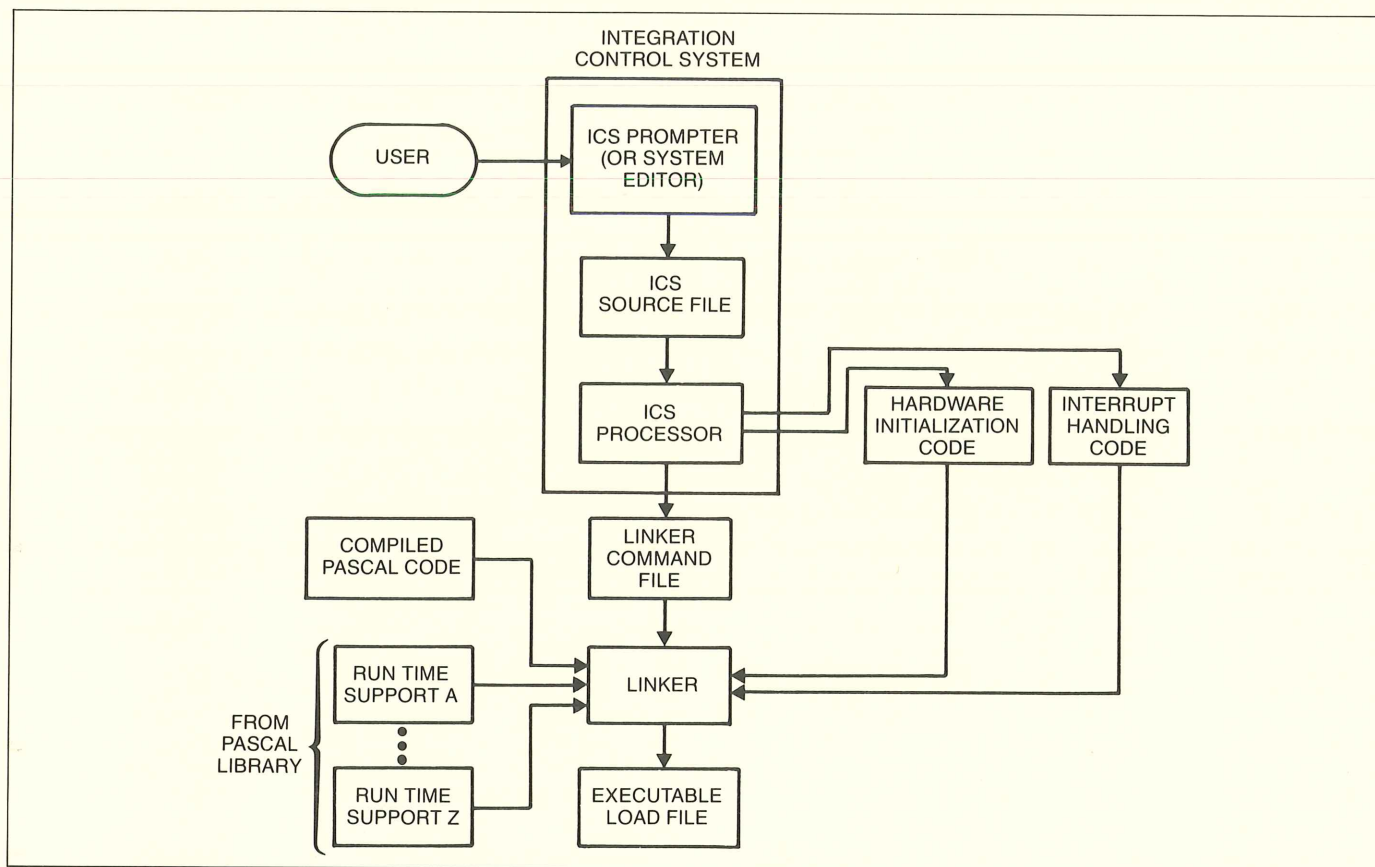 INTEGRATION
CONTROL SYSTEM
USER
ICS PROMPTER
(OR SYSTEM
EDITOR)
ICS
SOURCE FILE
ICS
PROCESSOR
HARDWARE
INITIALIZATION
CODE
INTERRUPT
HANDLING
CODE
COMPILED
PASCAL CODE
LINKER
COMMAND
FILE
FROM
PASCAL
LIBRARY
RUN TIME
SUPPORT A
RUN TIME
SUPPORT Z
LINKER
EXECUTABLE
LOAD FILE